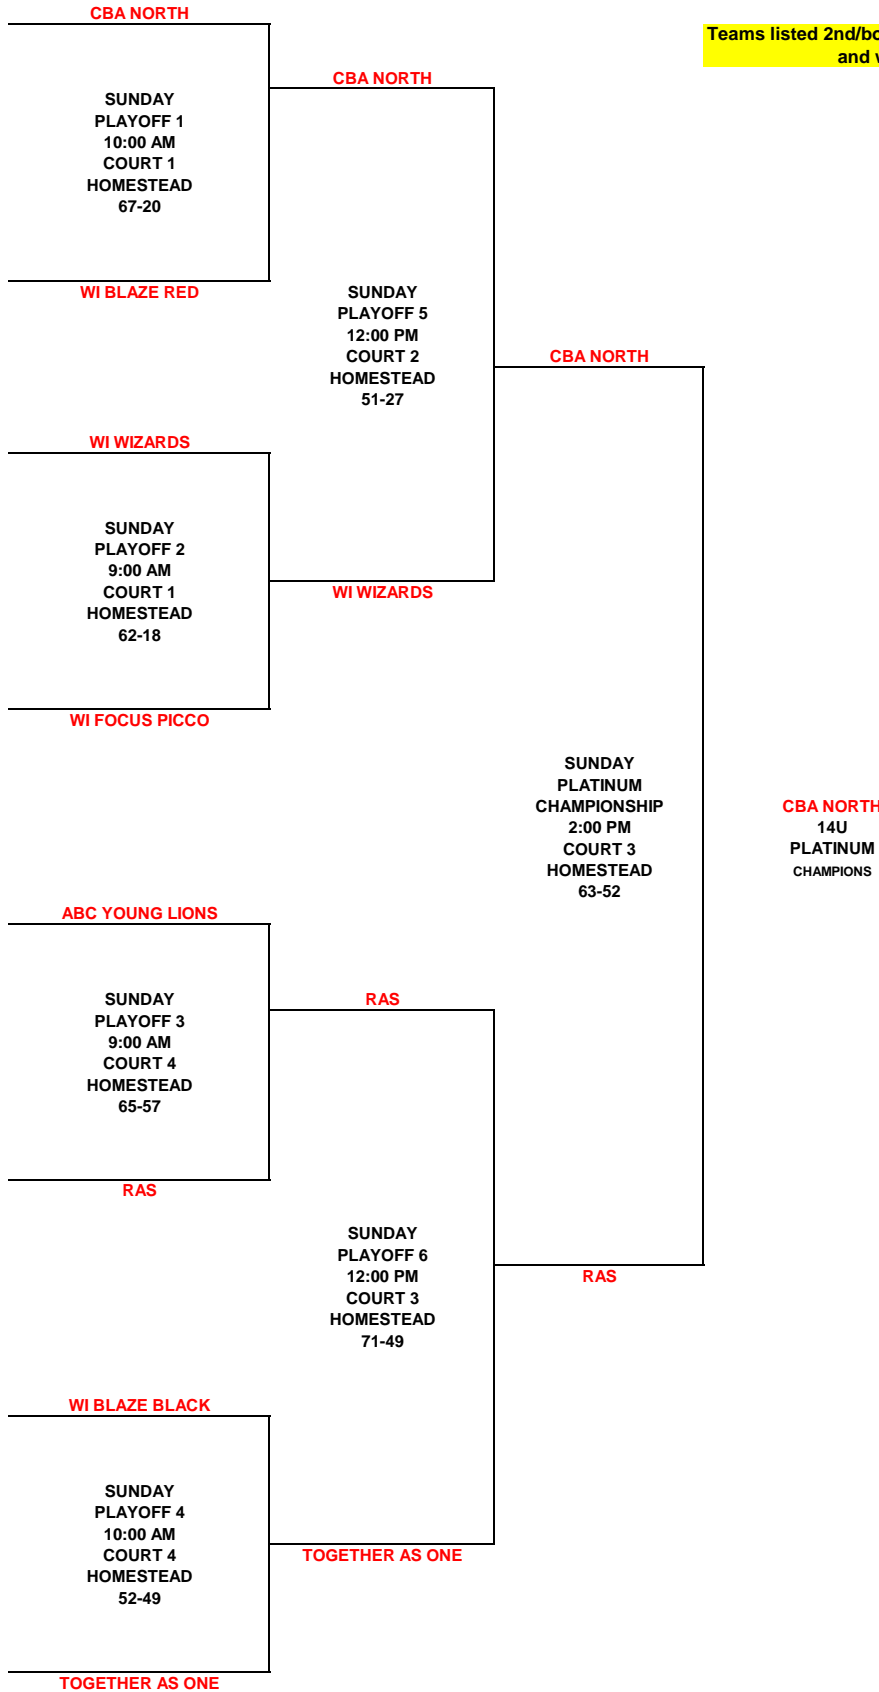 CBA NORTH
Teams listed 2nd/bo
and w
CBA NORTH
SUNDAY
PLAYOFF 1
10:00 AM
COURT 1
HOMESTEAD
67-20
WI BLAZE RED
SUNDAY
PLAYOFF 5
12:00 PM
COURT 2
HOMESTEAD
51-27
CBA NORTH
WI WIZARDS
SUNDAY
PLAYOFF 2
9:00 AM
COURT 1
HOMESTEAD
62-18
WI WIZARDS
WI FOCUS PICCO
SUNDAY
PLATINUM
CHAMPIONSHIP
2:00 PM
COURT 3
HOMESTEAD
63-52
CBA NORTH
14U
PLATINUM
CHAMPIONS
ABC YOUNG LIONS
SUNDAY
PLAYOFF 3
9:00 AM
COURT 4
HOMESTEAD
65-57
RAS
RAS
SUNDAY
PLAYOFF 6
12:00 PM
COURT 3
HOMESTEAD
71-49
RAS
WI BLAZE BLACK
SUNDAY
PLAYOFF 4
10:00 AM
COURT 4
HOMESTEAD
52-49
TOGETHER AS ONE
TOGETHER AS ONE